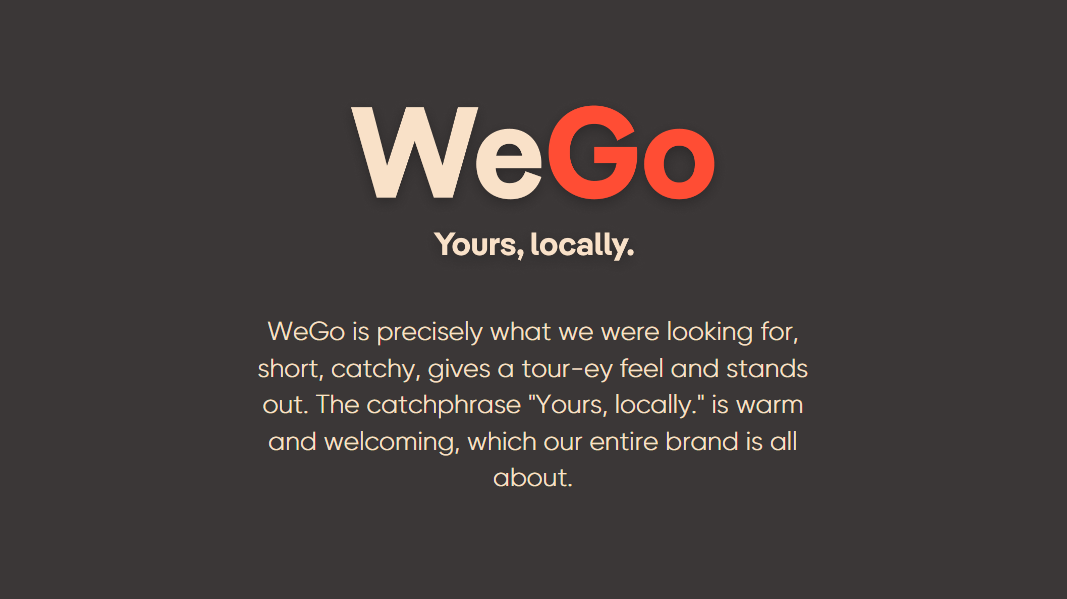 WeGo
Yours, locally.
WeGo is precisely what we were looking for,
short, catchy, gives a tour-ey feel and stands
out. The catchphrase "Yours, locally." is warm
and welcoming, which our entire brand is all
about.